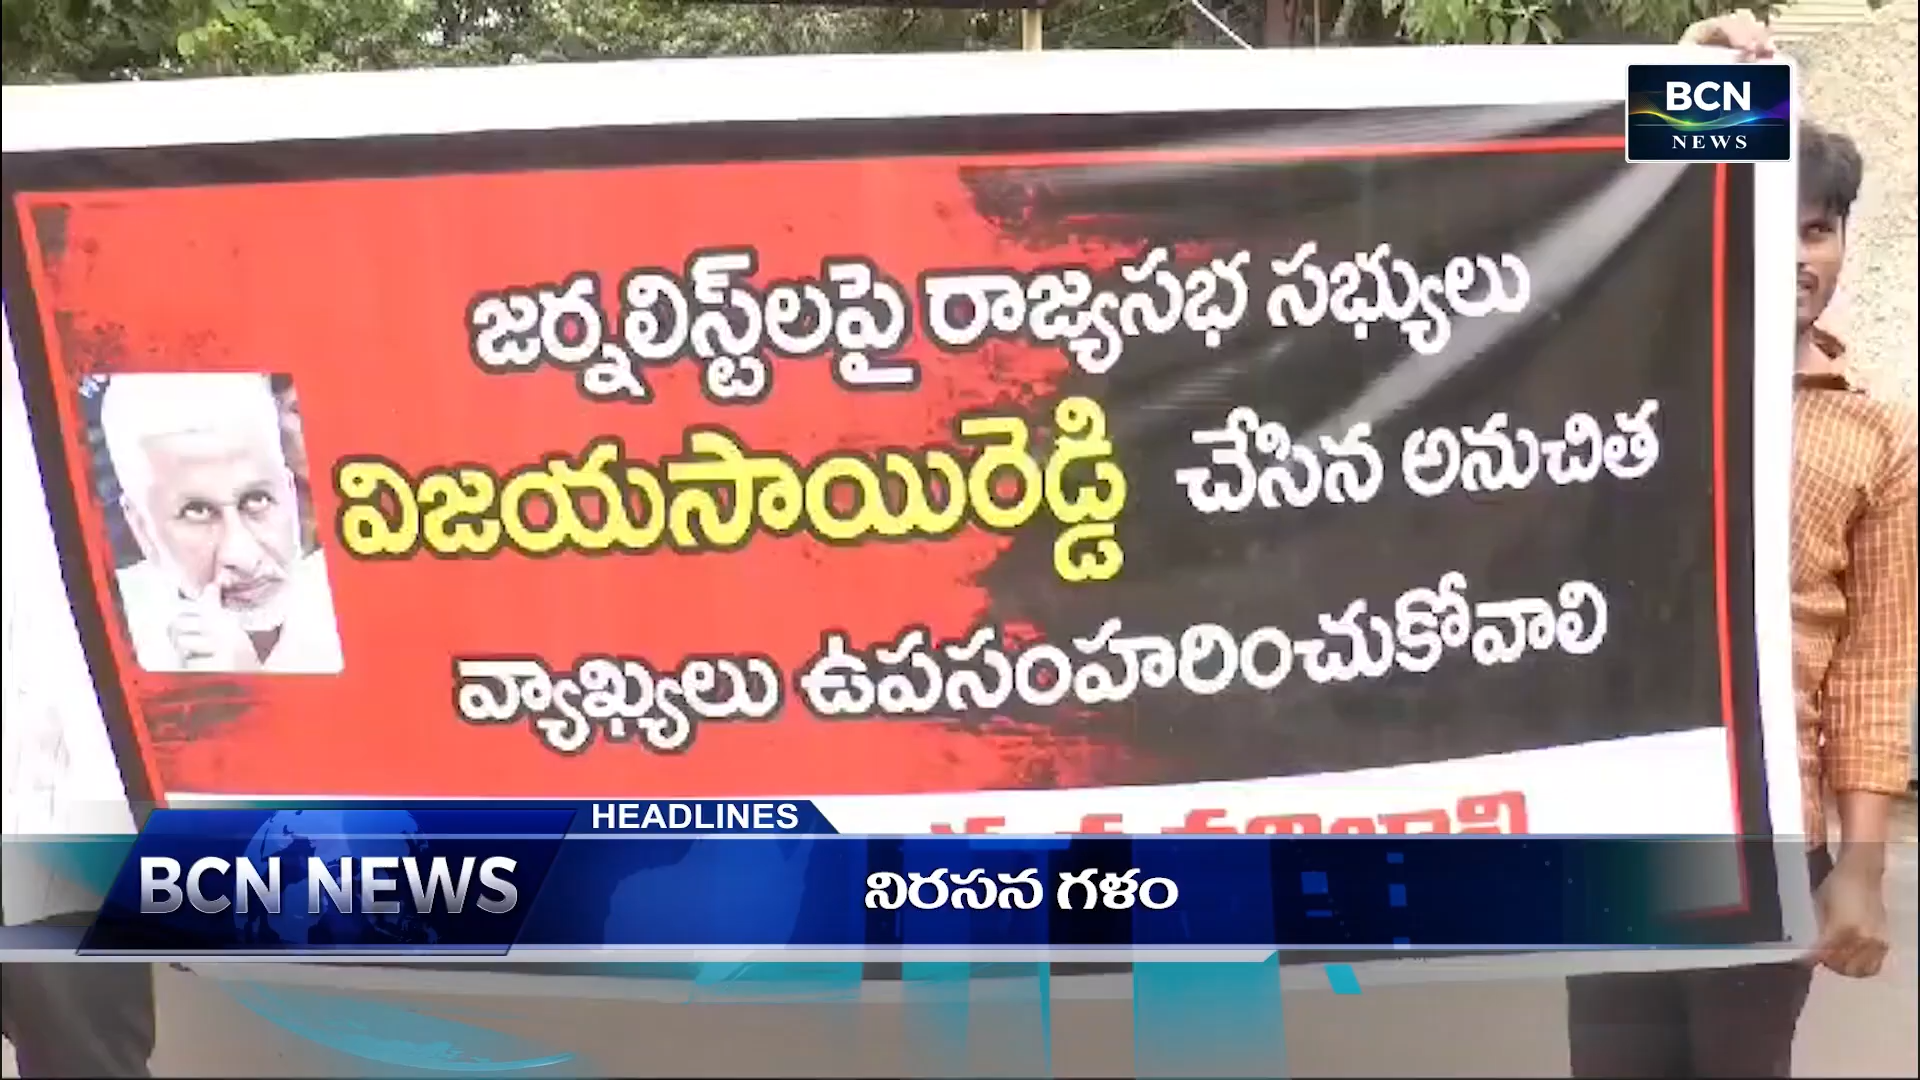 BCN
NEWS
జర్నలిస్ట్‌లపై రాజ్యసభ సభ్యులు
విజయసాయిరెడ్డి చేసిన అనుచిత
వ్యాఖ్యలు ఉపసంహరించుకోవాలి
HEADLINES
BCN NEWS
నిరసన గళం